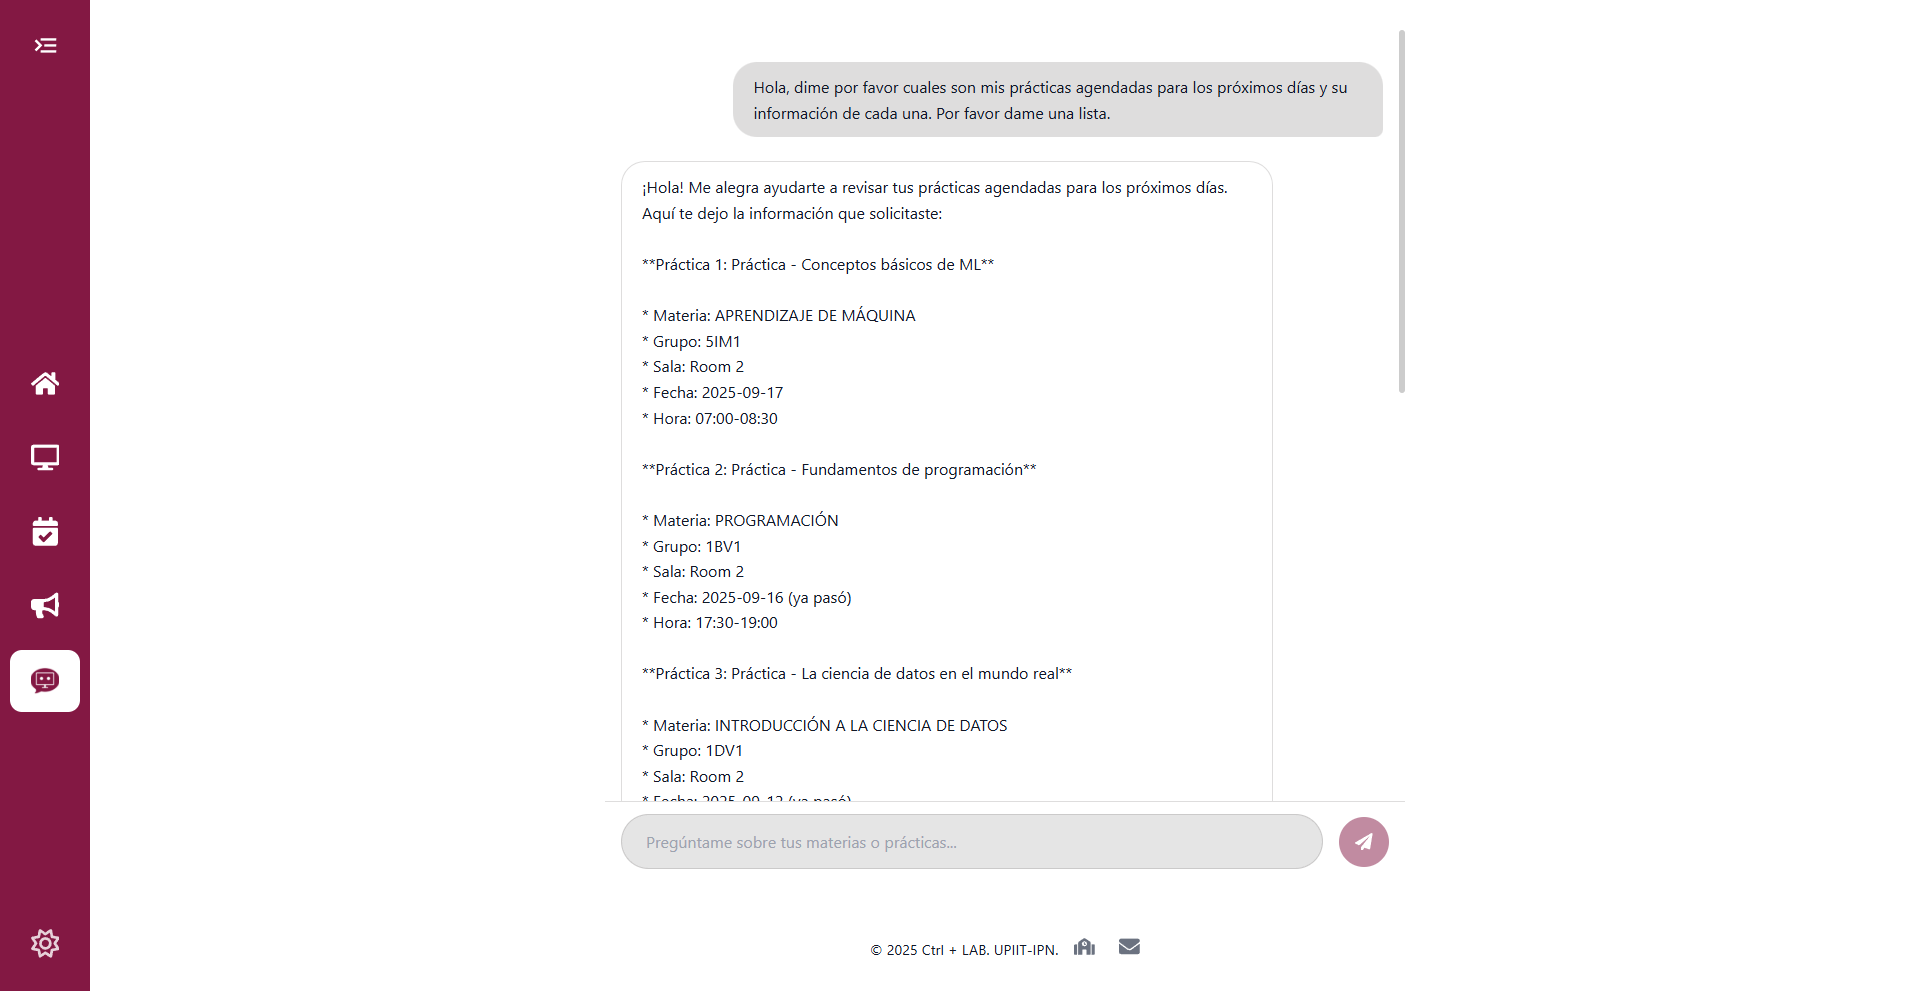 Hola, dime por favor cuales son mis prácticas agendadas para los próximos días y su
información de cada una. Por favor dame una lista.
¡Hola! Me alegra ayudarte a revisar tus prácticas agendadas para los próximos días.
Aquí te dejo la información que solicitaste:
**Práctica 1: Práctica - Conceptos básicos de ML**
* Materia: APRENDIZAJE DE MÁQUINA
* Grupo: 5IM1
* Sala: Room 2
* Fecha: 2025-09-17
* Hora: 07:00-08:30
**Práctica 2: Práctica - Fundamentos de programación**
* Materia: PROGRAMACIÓN
* Grupo: 1BV1
* Sala: Room 2
* Fecha: 2025-09-16 (ya pasó)
* Hora: 17:30-19:00
**Práctica 3: Práctica - La ciencia de datos en el mundo real**
* Materia: INTRODUCCIÓN A LA CIENCIA DE DATOS
* Grupo: 1DV1
* Sala: Room 2
* Fecha: 2025-09-12 (ya pasó)
Pregúntame sobre tus materias o prácticas...
© 2025 Ctrl + LAB. UPIIT-IPN.